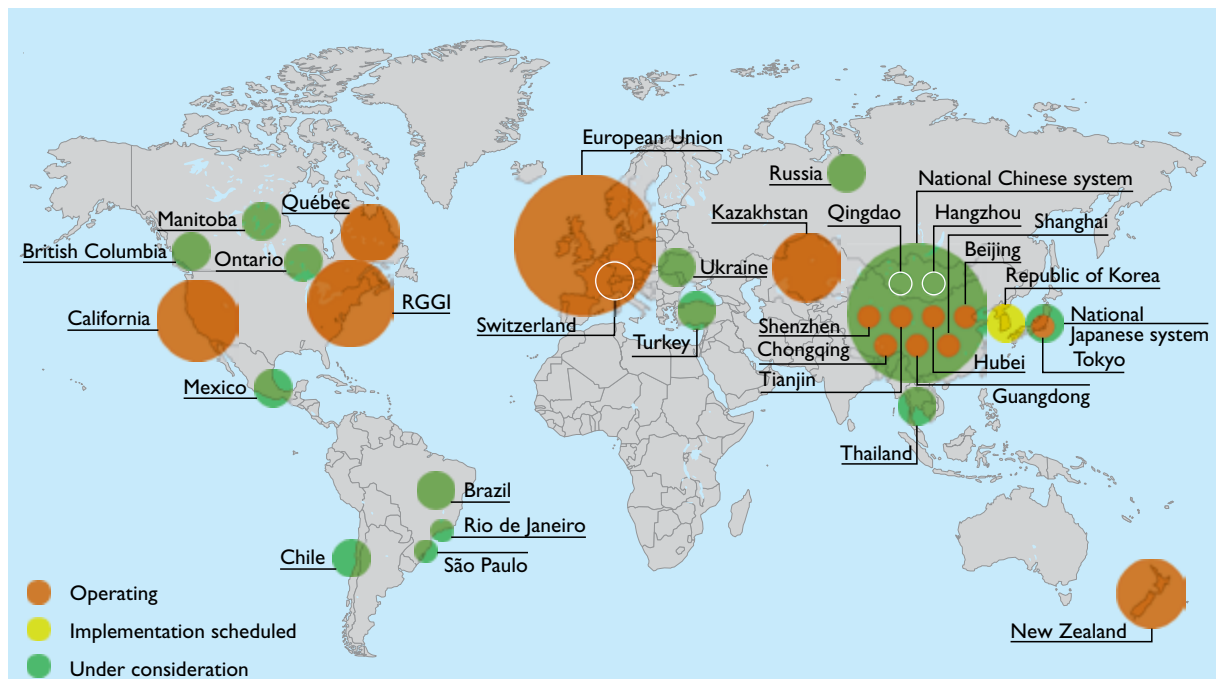 European Union
Russia
National Chinese system
Québec
Manitoba
Kazakhstan
Qingdao
Hangzhou
Shanghai
British Columbia
Ontario
Beijing
Ukraine
Republic of Korea
RGGI
California
Switzerland
Turkey
Shenzhen
National
Japanese system
Chongqing
Hubei
Tokyo
Tianjin
Mexico
Guangdong
Thailand
Brazil
Rio de Janeiro
Chile
São Paulo
Operating
Implementation scheduled
New Zealand
Under consideration